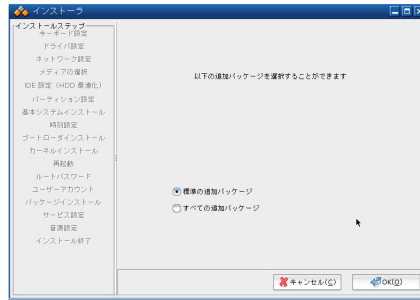 インストーラ
インストールステップ
キーボード設定
ドライバ設定
ネットワーク設定
メディアの選択
IDE 設定（HDD 最適化）
パーティション設定
基本システムインストール
時刻設定
ブートローダインストール
カーネルインストール
再起動
ルートパスワード
ユーザーアカウント
パッケージインストール
サービス設定
音源設定
インストール終了
以下の追加パッケージを選択することができます
標準の追加パッケージ
すべての追加パッケージ
キャンセル(C)
OK(O)